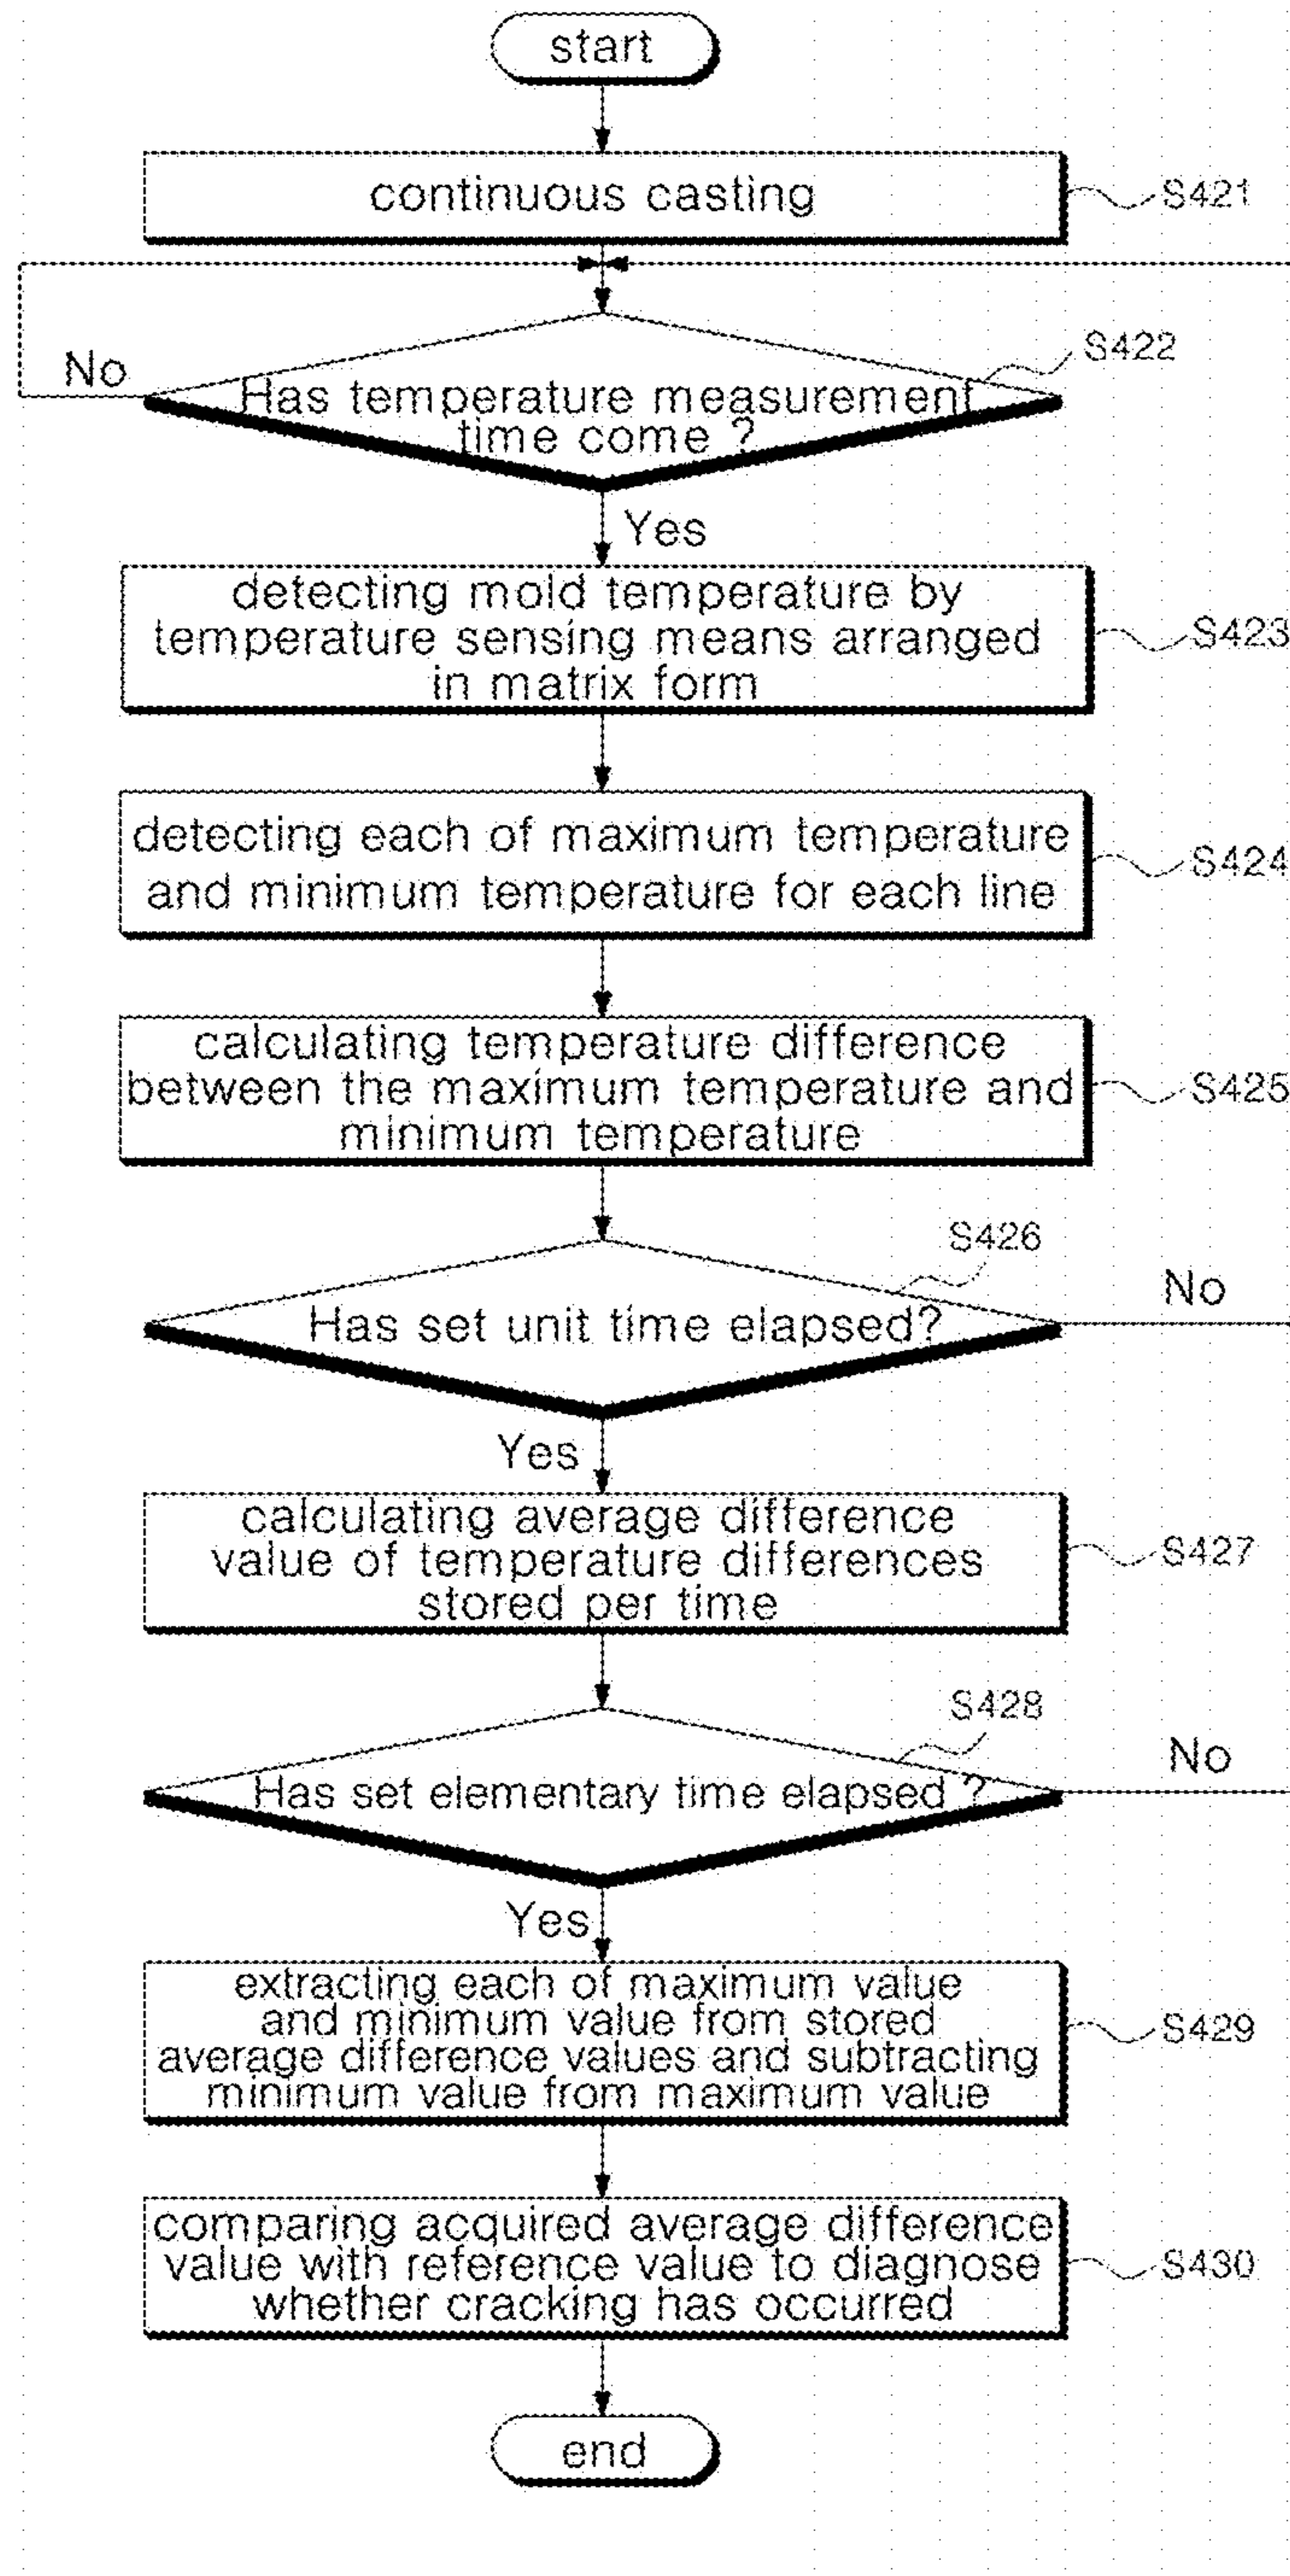 start
continuous casting
S421
S422
No
Has temperature measurement
time come ?
Yes
detecting mold temperature by
temperature sensing means arranged
in matrix form
S423
detecting each of maximum temperature
and minimum temperature for each line
S424
calculating temperature difference
between the maximum temperature and
minimum temperature
S425
S426
No
Has set unit time elapsed?
Yes
calculating average difference
value of temperature differences
stored per time
S427
S428
No
Has set elementary time elapsed ?
Yes
extracting each of maximum value
and minimum value from stored
average difference values and subtracting
minimum value from maximum value
S429
comparing acquired average difference
value with reference value to diagnose
whether cracking has occurred
S430
end